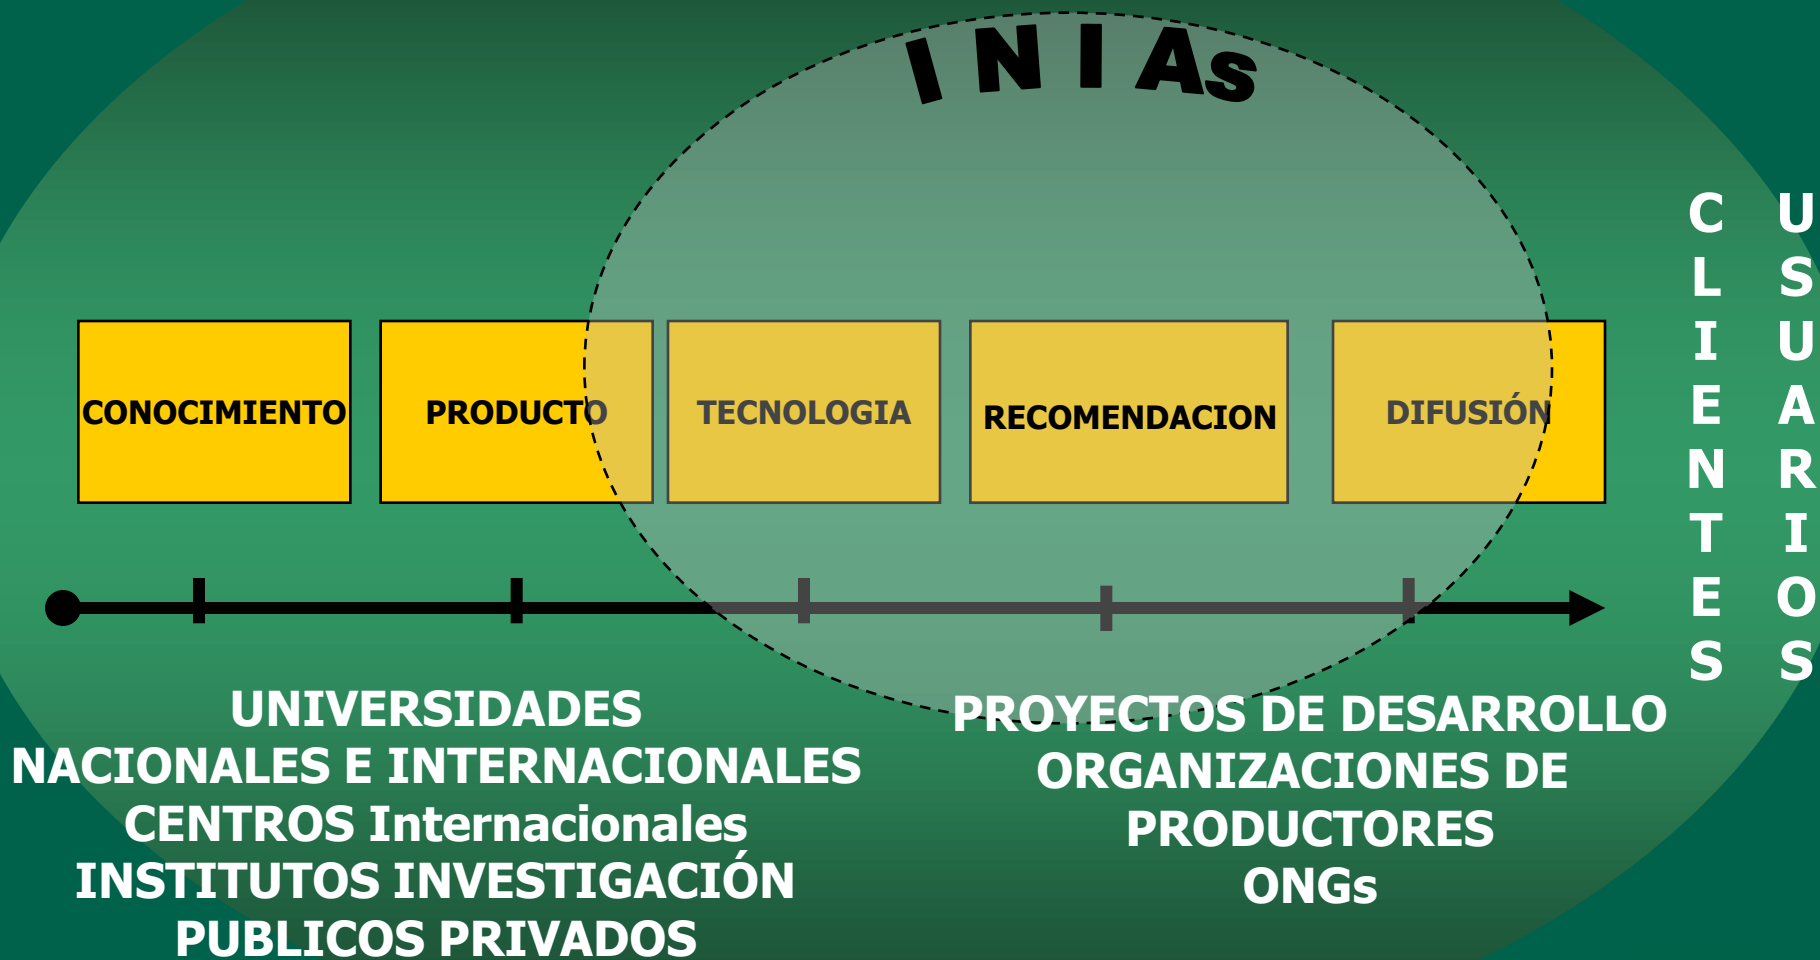 INIAs
CONOCIMIENTO
PRODUCTO
TECNOLOGIA
RECOMENDACION
DIFUSIÓN
CLIENTES
USUARIOS
UNIVERSIDADES
NACIONALES E INTERNACIONALES
CENTROS Internacionales
INSTITUTOS INVESTIGACIÓN
PUBLICOS PRIVADOS
PROYECTOS DE DESARROLLO
ORGANIZACIONES DE
PRODUCTORES
ONGs